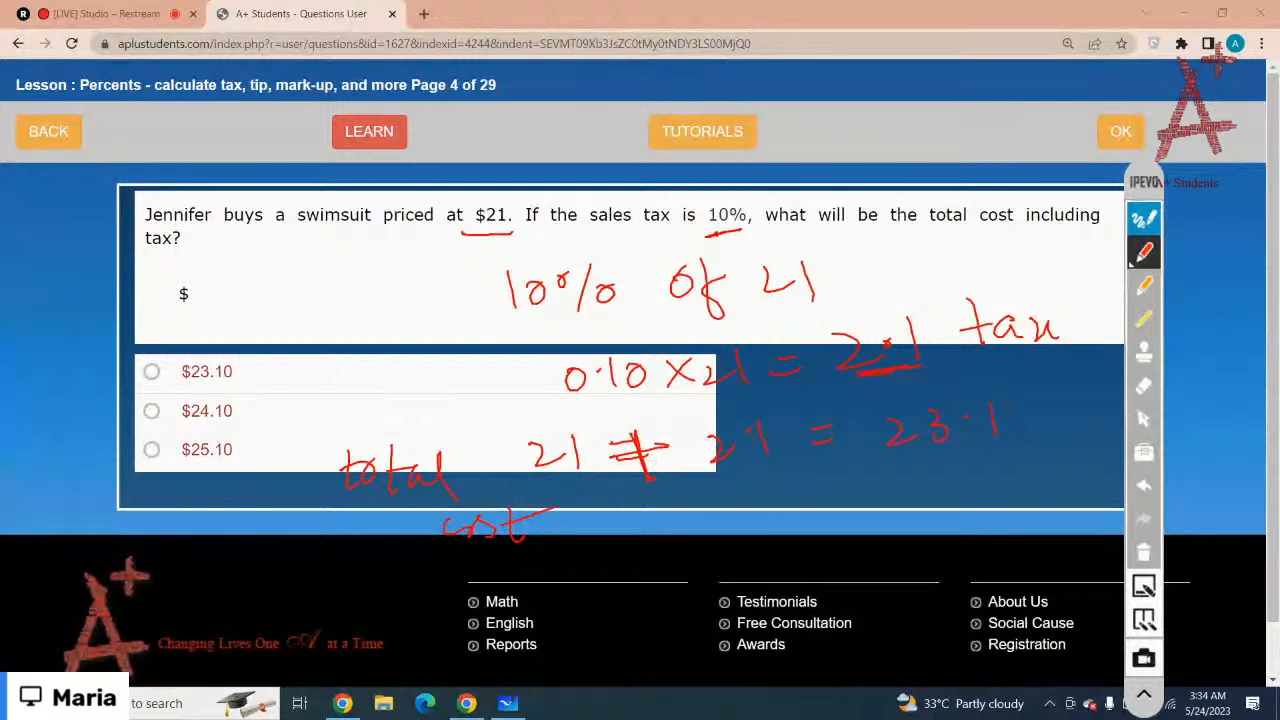 [LIVE] Studio – Restream
A+ Students - Questions User
aplustudents.com/index.php?r=user/questions&id=1627&indexid=4244&indent=SEVMT09Xb3JsZC0tMy0tNDY3LS00MjQ0
A
Lesson : Percents - calculate tax, tip, mark-up, and more Page 4 of 29
BACK
LEARN
TUTORIALS
OK
IPEVO
A+ Students
Jennifer buys a swimsuit priced at $21. If the sales tax is 10%, what will be the total cost including
tax?
$
10% of 21
0.10 x 21 = 2.1 tax
$23.10
$24.10
$25.10
total cost 21 + 2.1 = 23.1
Changing Lives One A at a Time
Math
English
Reports
Testimonials
Free Consultation
Awards
About Us
Social Cause
Registration
Maria
to search
33°C Partly cloudy
3:34 AM
5/24/2023